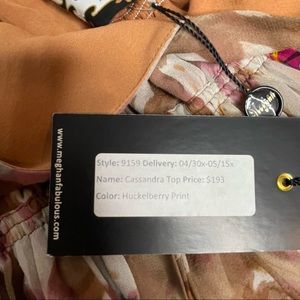 www.meghanfabulous.com
Style: 9159 Delivery: 04/30x-05/15x
Name: Cassandra Top Price: $193
Color: Huckelberry Print